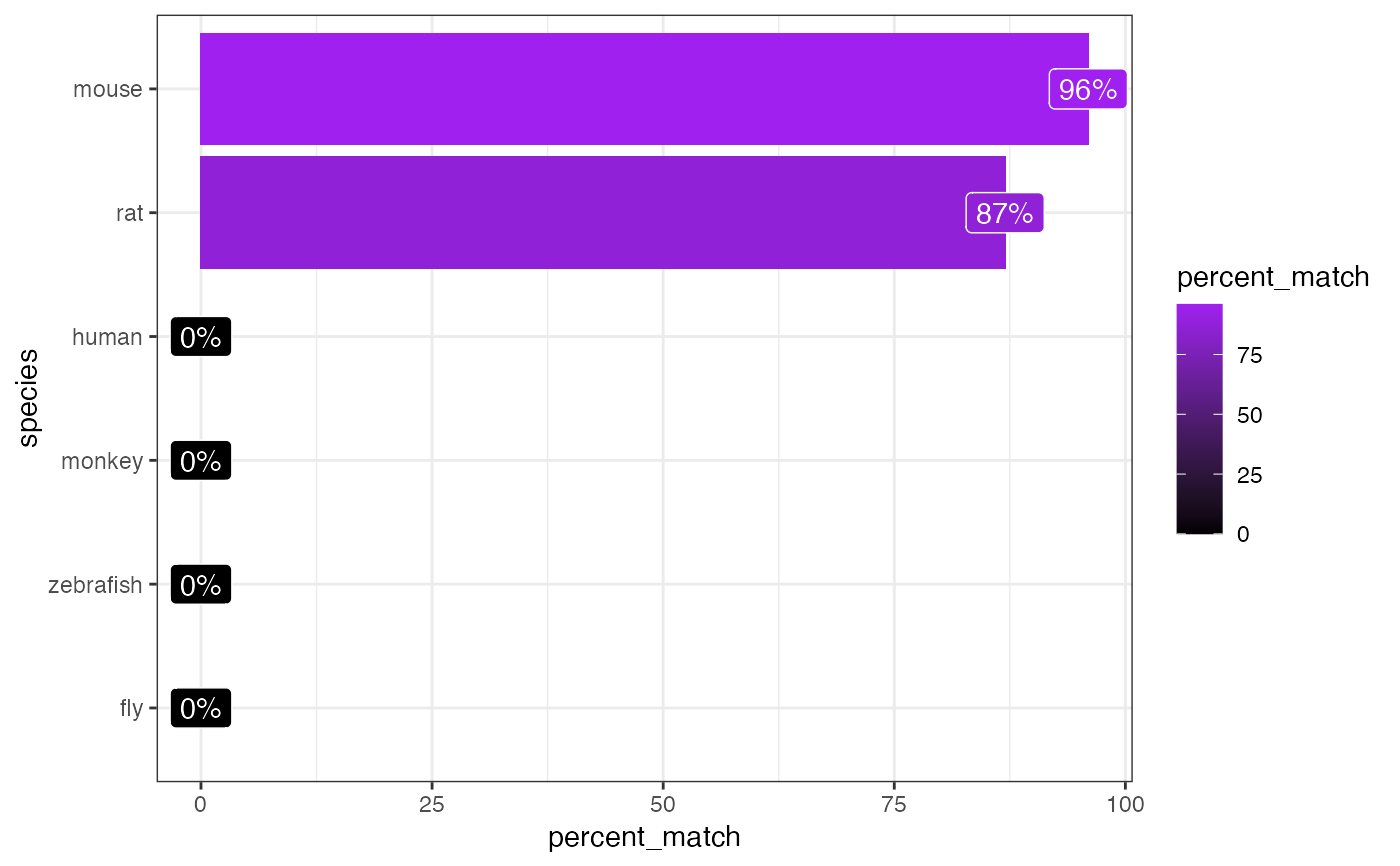 mouse
96%
rat
87%
human
0%
monkey
0%
zebrafish
0%
fly
0%
species
0
25
50
75
100
percent_match
percent_match
75
50
25
0